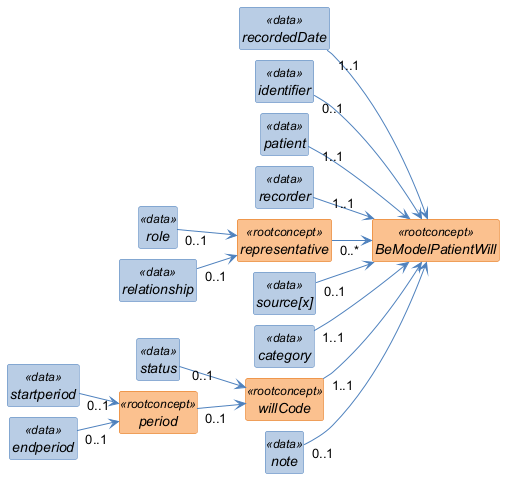 «data»
recordedDate
1..1
«data»
identifier
0..1
«data»
patient
1..1
«data»
recorder
1..1
«data»
role
0..1
«rootconcept»
representative
0..*
«rootconcept»
BeModelPatientWill
«data»
relationship
0..1
«data»
source[x]
0..1
«data»
category
1..1
«data»
status
0..1
«data»
startperiod
0..1
«rootconcept»
period
0..1
«rootconcept»
willCode
1..1
«data»
endperiod
0..1
«data»
note
0..1